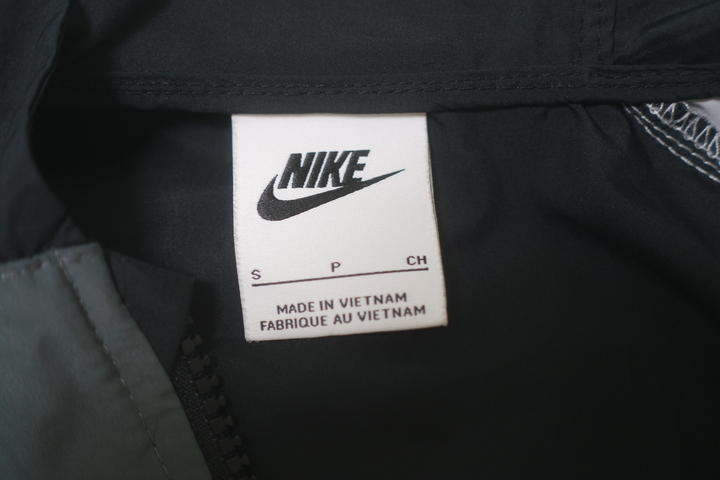 NIKE
S P CH
MADE IN VIETNAM
FABRIQUE AU VIETNAM